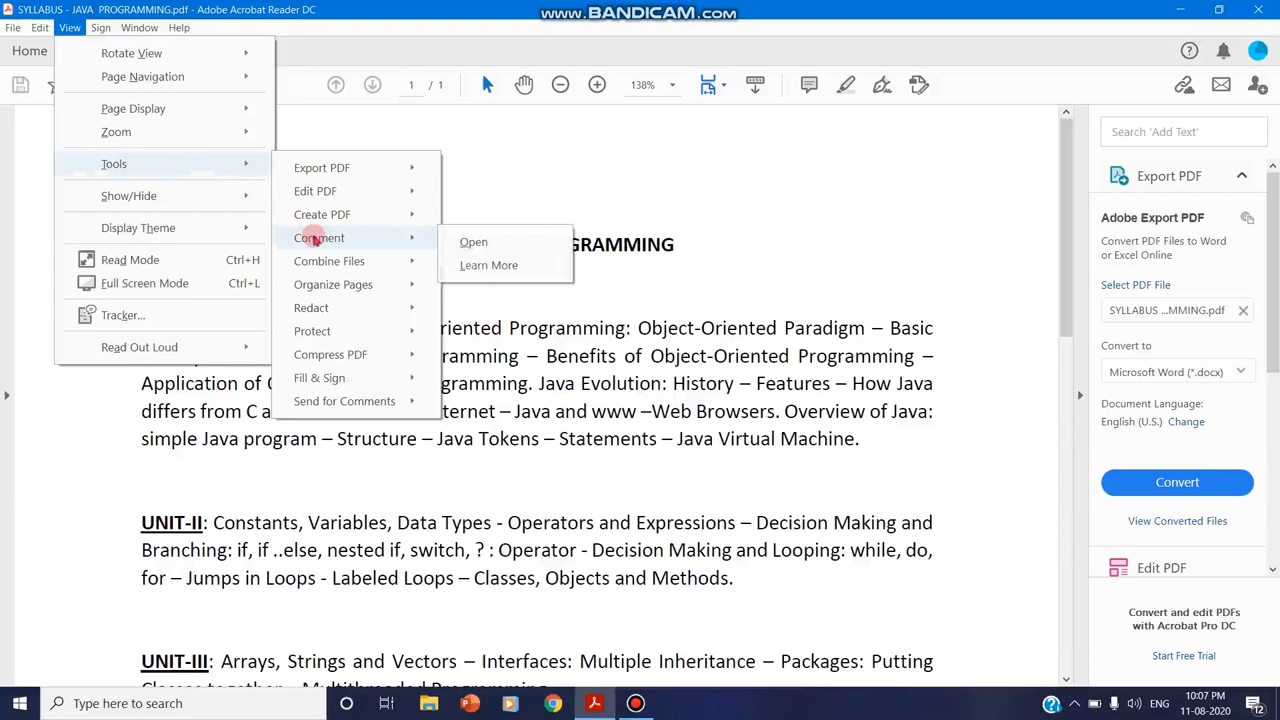 SYLLABUS - JAVA PROGRAMMING.pdf - Adobe Acrobat Reader DC
www.BANDICAM.com
File Edit View Sign Window Help
Home
1 / 1
138%
Rotate View
Page Navigation
Page Display
Zoom
Tools
Show/Hide
Display Theme
Read Mode Ctrl+H
Full Screen Mode Ctrl+L
Tracker...
Read Out Loud
Export PDF
Edit PDF
Create PDF
Comment
Combine Files
Organize Pages
Redact
Protect
Compress PDF
Fill & Sign
Send for Comments
Open
Learn More
GRAMMING
riented Programming: Object-Oriented Paradigm – Basic
gramming – Benefits of Object-Oriented Programming –
Application of O gramming. Java Evolution: History – Features – How Java
differs from C a ternet – Java and www –Web Browsers. Overview of Java:
simple Java program – Structure – Java Tokens – Statements – Java Virtual Machine.
UNIT-II: Constants, Variables, Data Types - Operators and Expressions – Decision Making and
Branching: if, if ..else, nested if, switch, ? : Operator - Decision Making and Looping: while, do,
for – Jumps in Loops - Labeled Loops – Classes, Objects and Methods.
UNIT-III: Arrays, Strings and Vectors – Interfaces: Multiple Inheritance – Packages: Putting
Classes together – Multithreaded Programming
Search 'Add Text'
Export PDF
Adobe Export PDF
Convert PDF Files to Word
or Excel Online
Select PDF File
SYLLABUS ...MMING.pdf
Convert to
Microsoft Word (*.docx)
Document Language:
English (U.S.) Change
Convert
View Converted Files
Edit PDF
Convert and edit PDFs
with Acrobat Pro DC
Start Free Trial
Type here to search
ENG
10:07 PM
11-08-2020
12